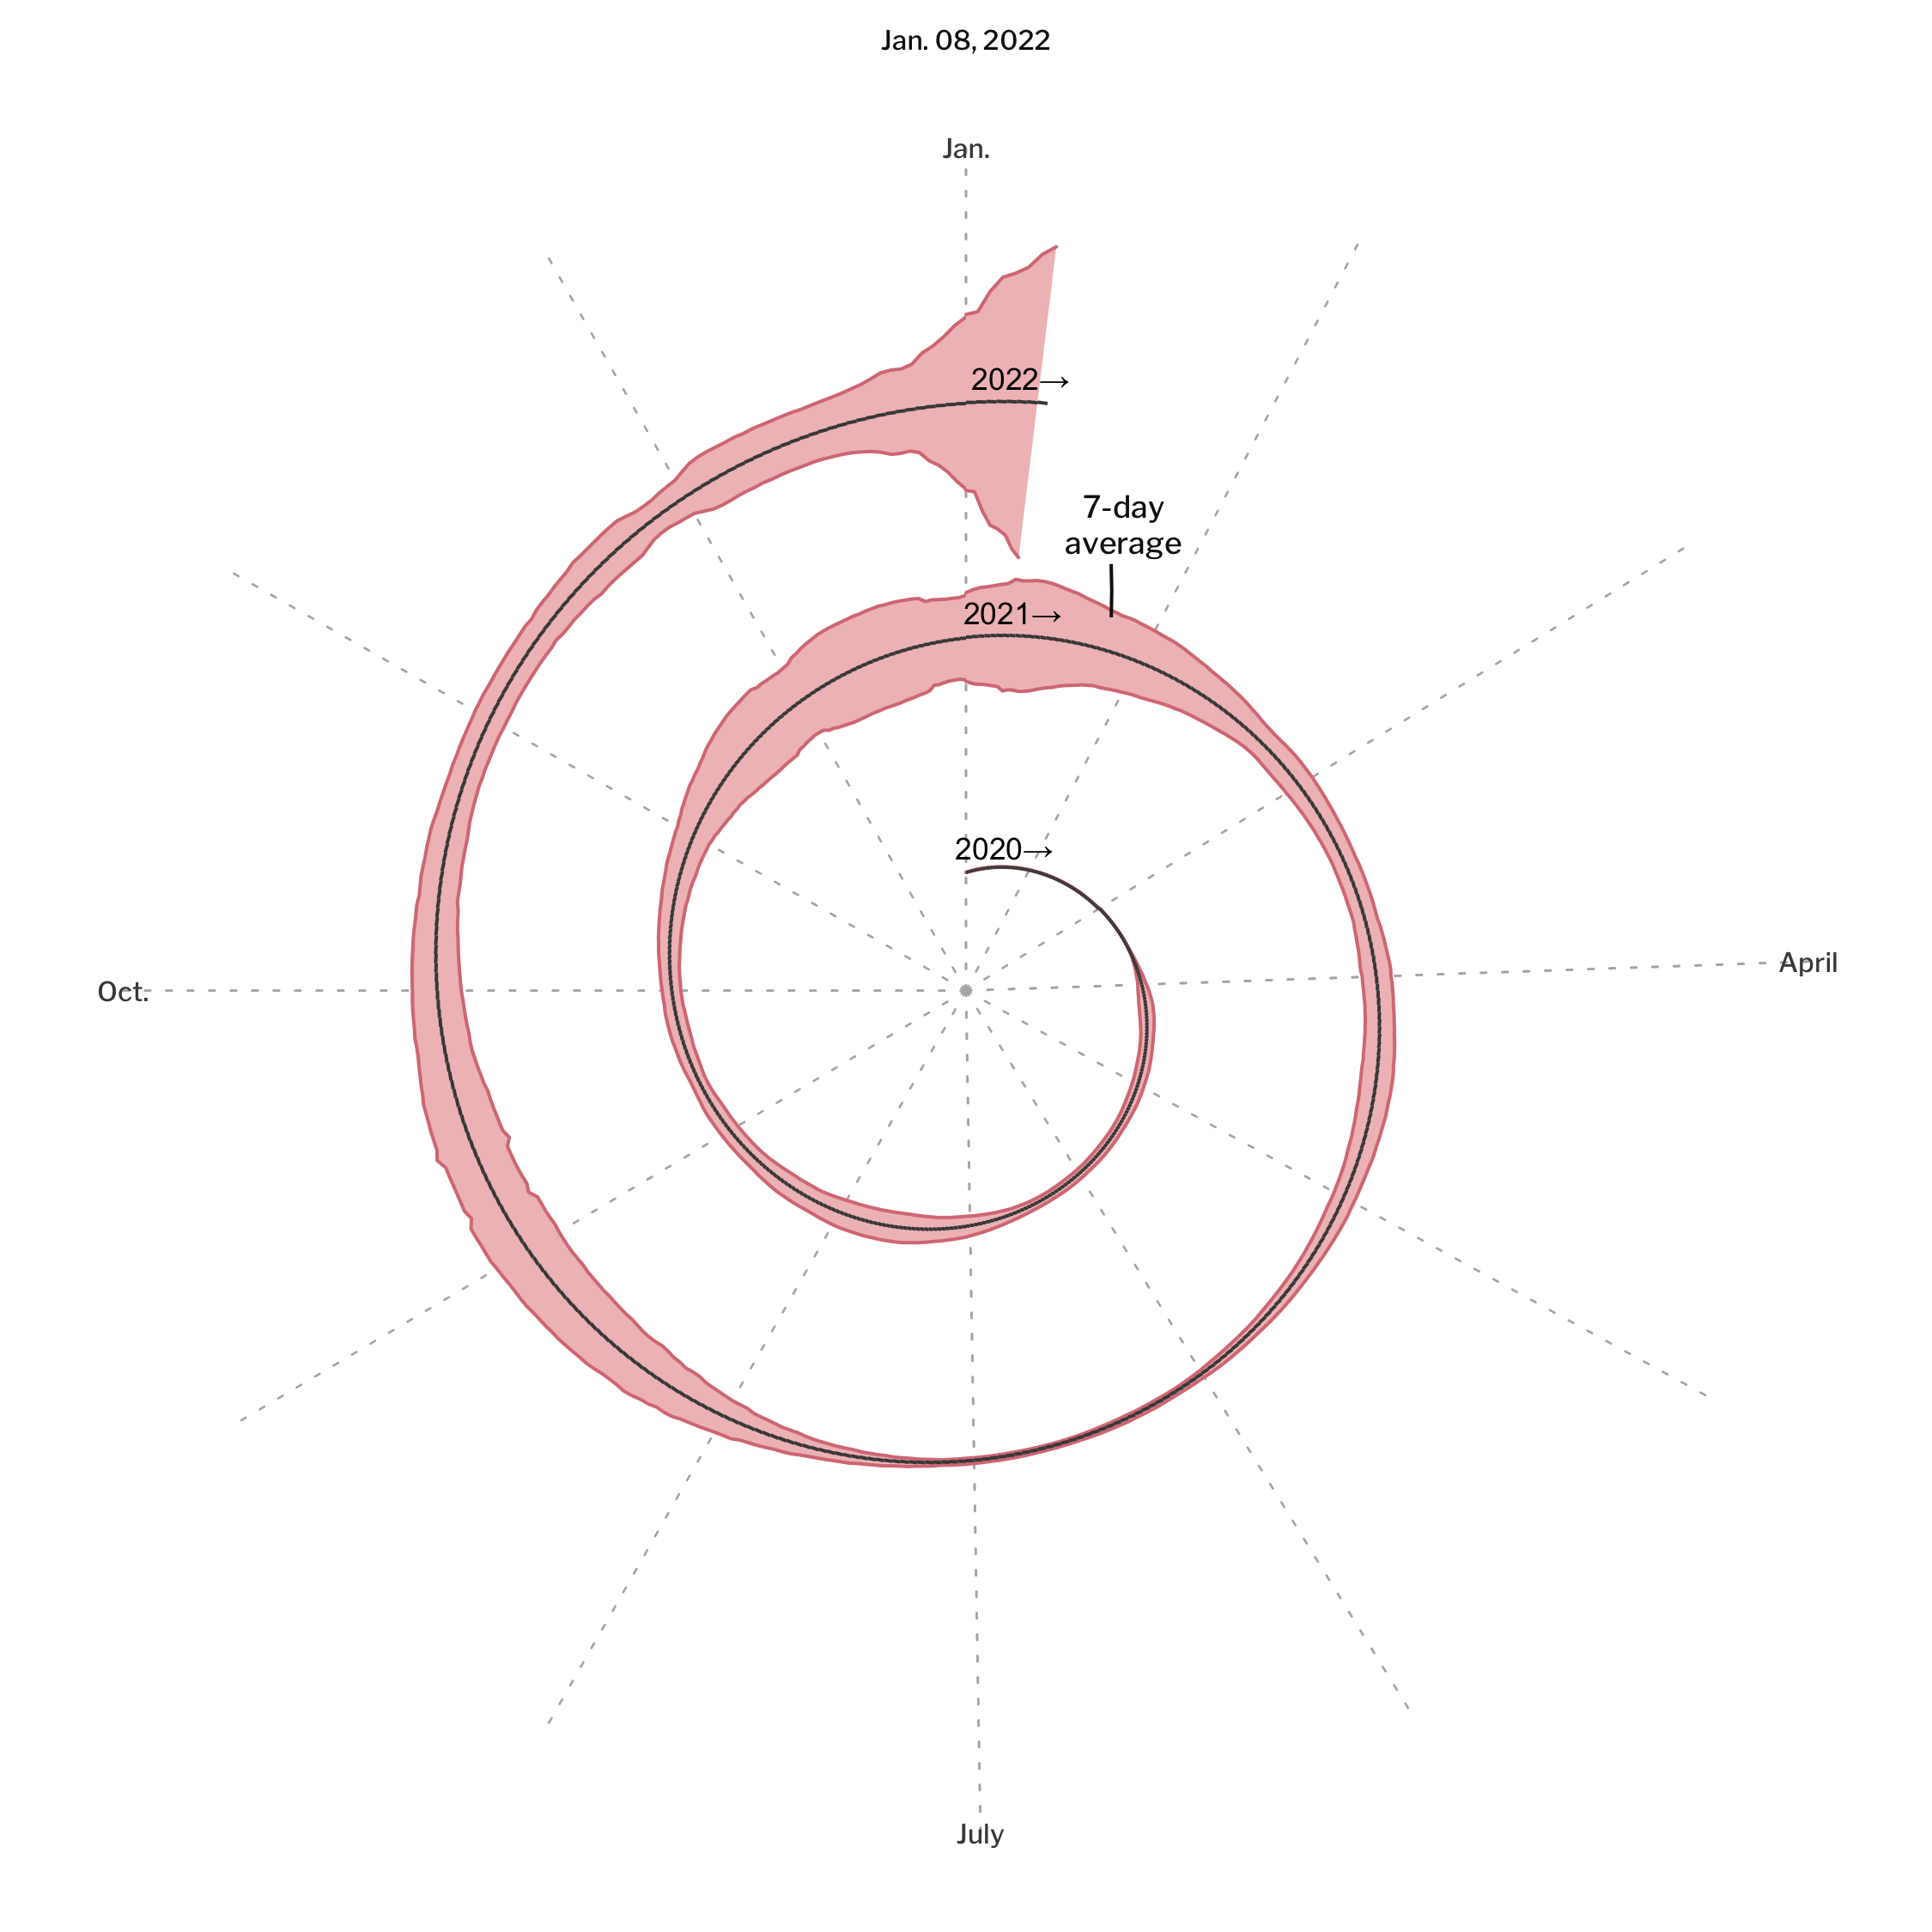 Jan. 08, 2022
Jan.
2022→
7-day
average
2021→
2020→
April
Oct.
July